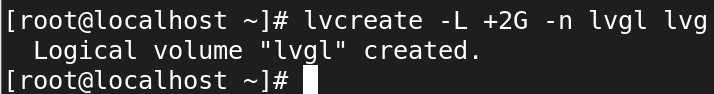 [root@localhost ~]# lvcreate -L +2G -n lvgl lvg
  Logical volume "lvgl" created.
[root@localhost ~]#